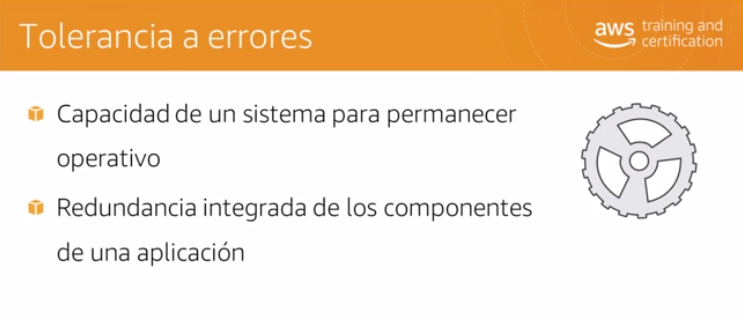 Tolerancia a errores
aws training and
certification
Capacidad de un sistema para permanecer
operativo
Redundancia integrada de los componentes
de una aplicación